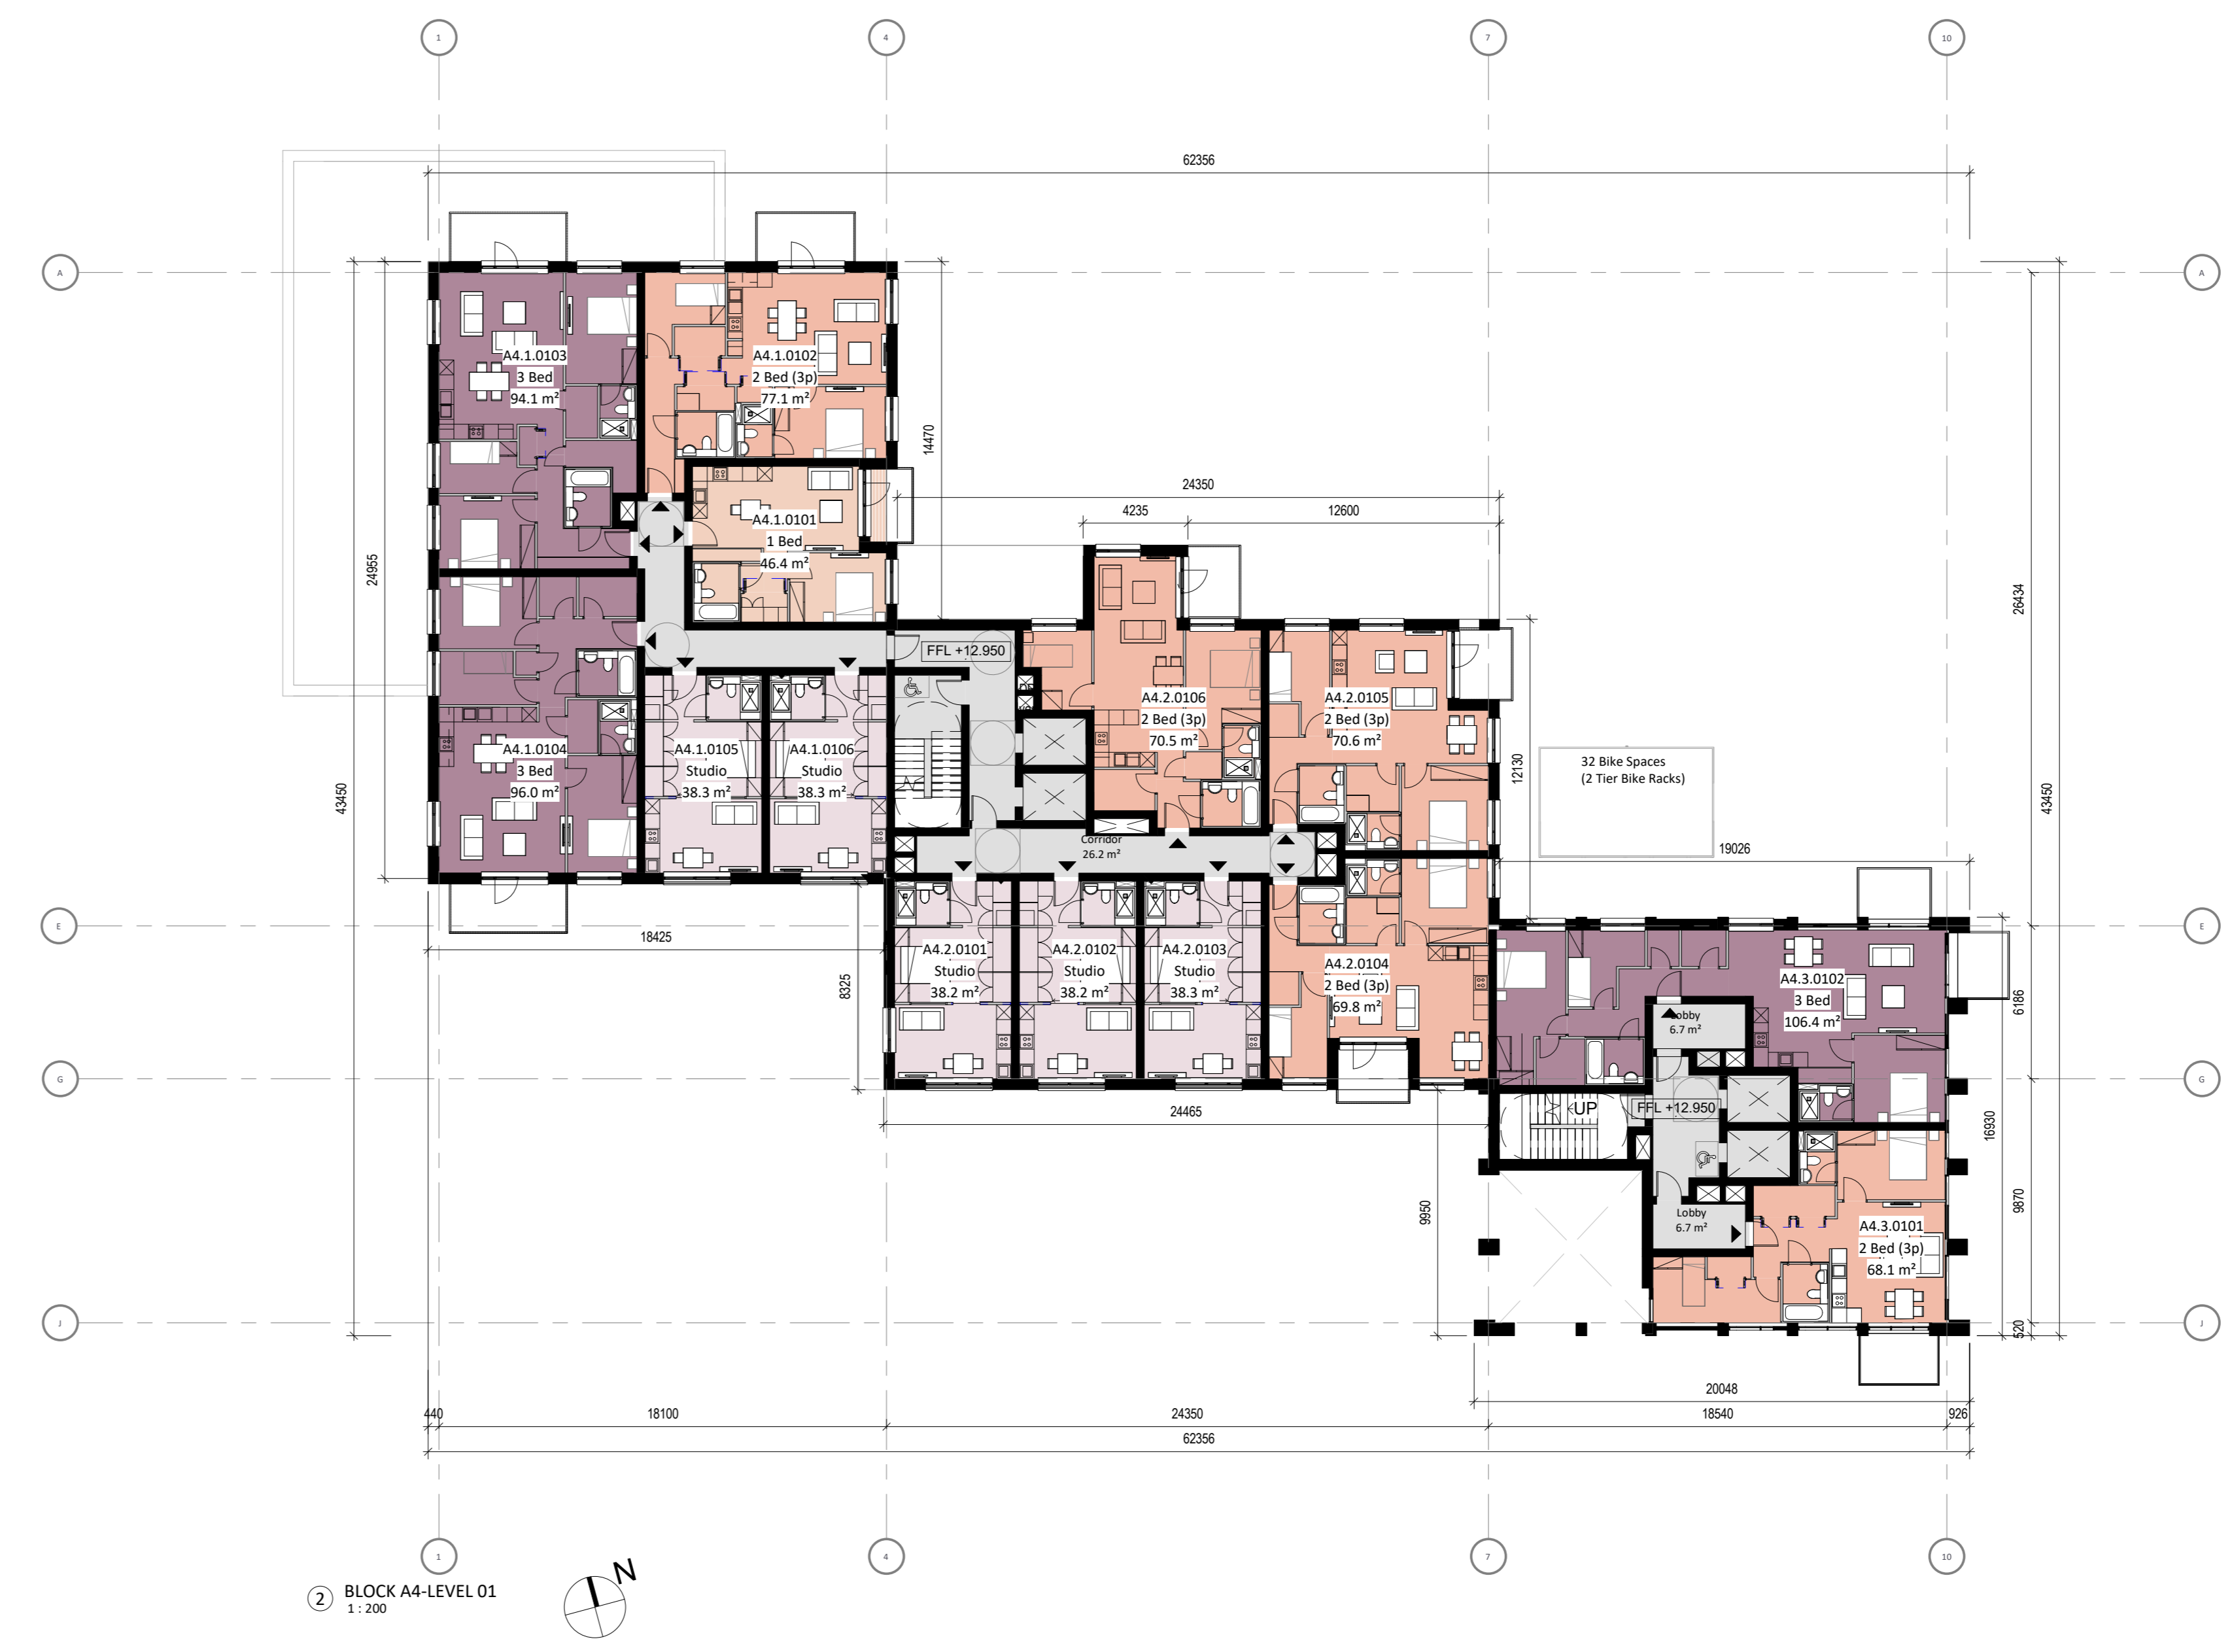 1
4
7
10
62356
A
A
A4.1.0103
3 Bed
94.1 m²
A4.1.0102
2 Bed (3p)
77.1 m²
14470
24350
4235
12600
A4.1.0101
1 Bed
46.4 m²
24955
26434
FFL +12.950
A4.2.0106
2 Bed (3p)
70.5 m²
A4.2.0105
2 Bed (3p)
70.6 m²
A4.1.0104
3 Bed
96.0 m²
A4.1.0105
Studio
38.3 m²
A4.1.0106
Studio
38.3 m²
32 Bike Spaces
(2 Tier Bike Racks)
12130
43450
43450
Corridor
26.2 m²
19026
E
E
18425
A4.2.0101
Studio
38.2 m²
A4.2.0102
Studio
38.2 m²
A4.2.0103
Studio
38.3 m²
A4.2.0104
2 Bed (3p)
69.8 m²
8325
A4.3.0102
3 Bed
106.4 m²
6186
Lobby
6.7 m²
G
G
24465
UP
FFL +12.950
16930
9950
9870
Lobby
6.7 m²
A4.3.0101
2 Bed (3p)
68.1 m²
J
J
520
20048
440
18100
24350
18540
926
62356
1
4
7
10
2
BLOCK A4-LEVEL 01
1 : 200
N